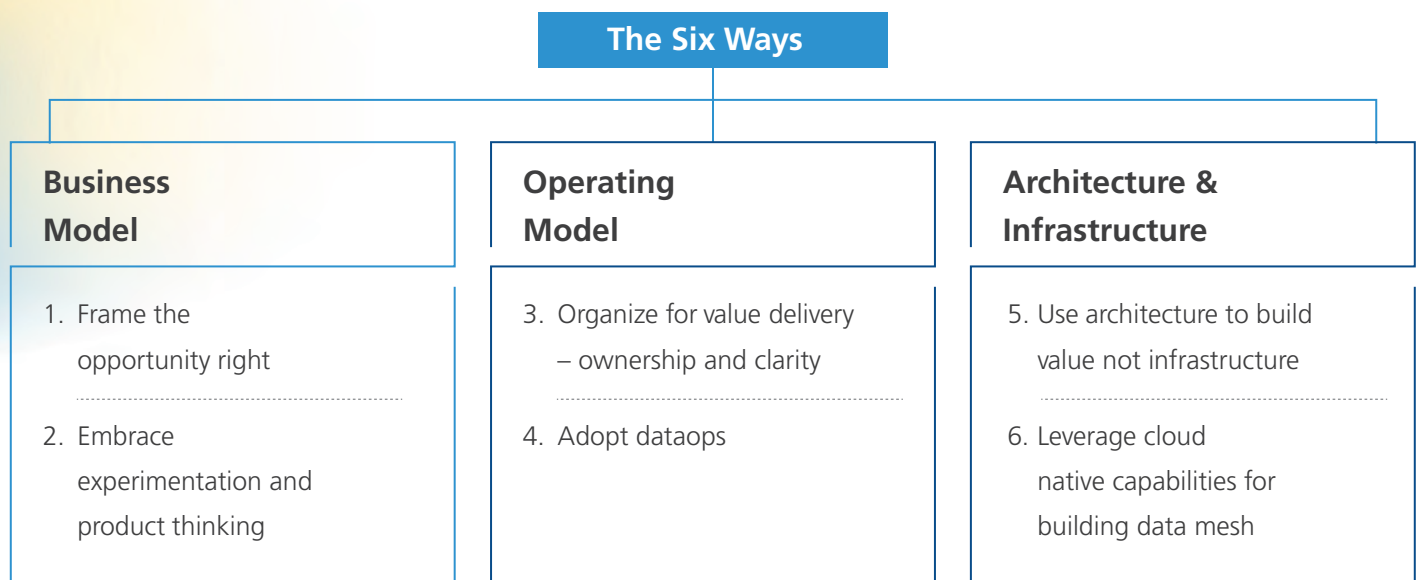 The Six Ways
Business
Model
1. Frame the
opportunity right
2. Embrace
experimentation and
product thinking
Operating
Model
3. Organize for value delivery
– ownership and clarity
4. Adopt dataops
Architecture &
Infrastructure
5. Use architecture to build
value not infrastructure
6. Leverage cloud
native capabilities for
building data mesh